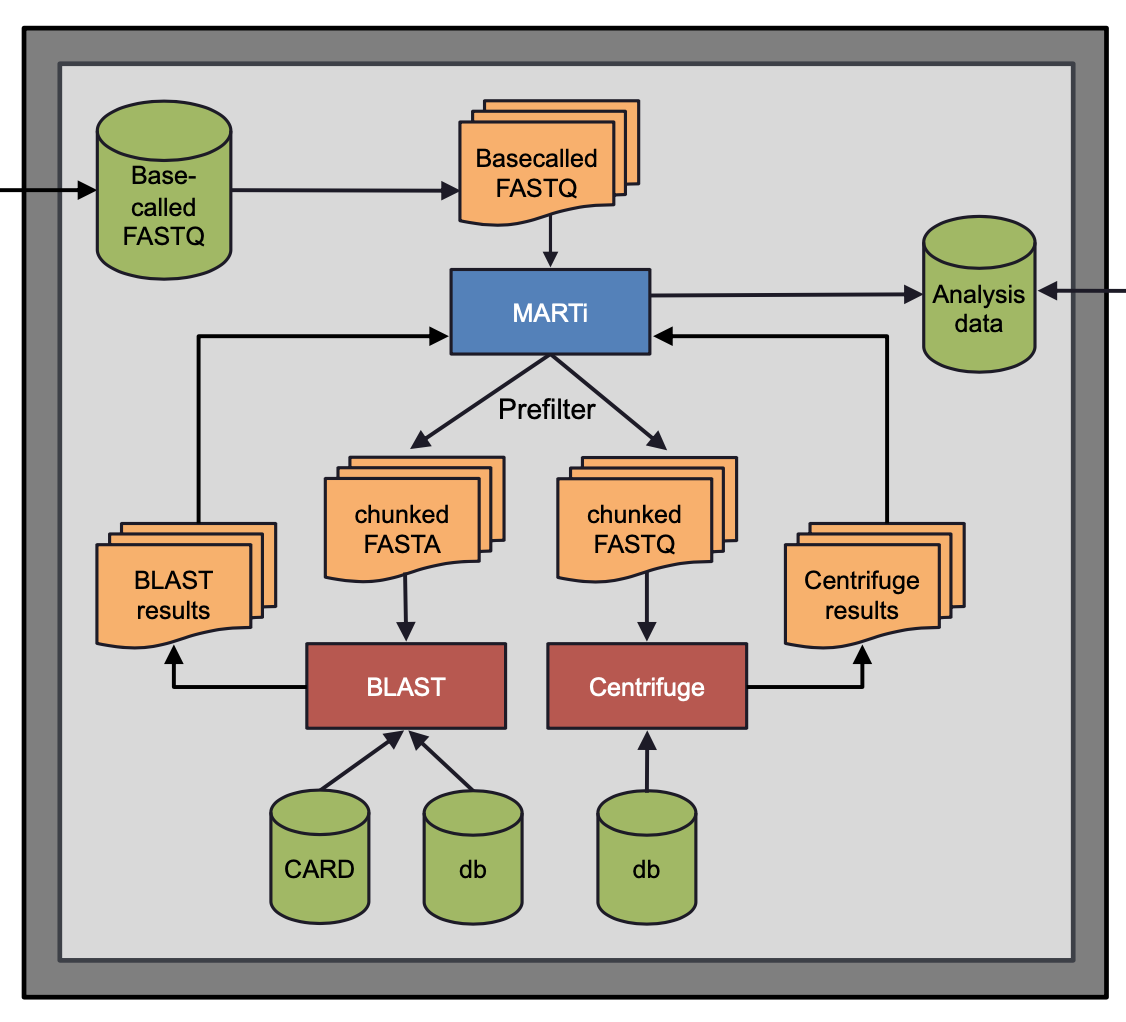 Base-
called
FASTQ
Basecalled
FASTQ
MARTi
Analysis
data
Prefilter
chunked
FASTA
chunked
FASTQ
BLAST
results
Centrifuge
results
BLAST
Centrifuge
CARD
db
db